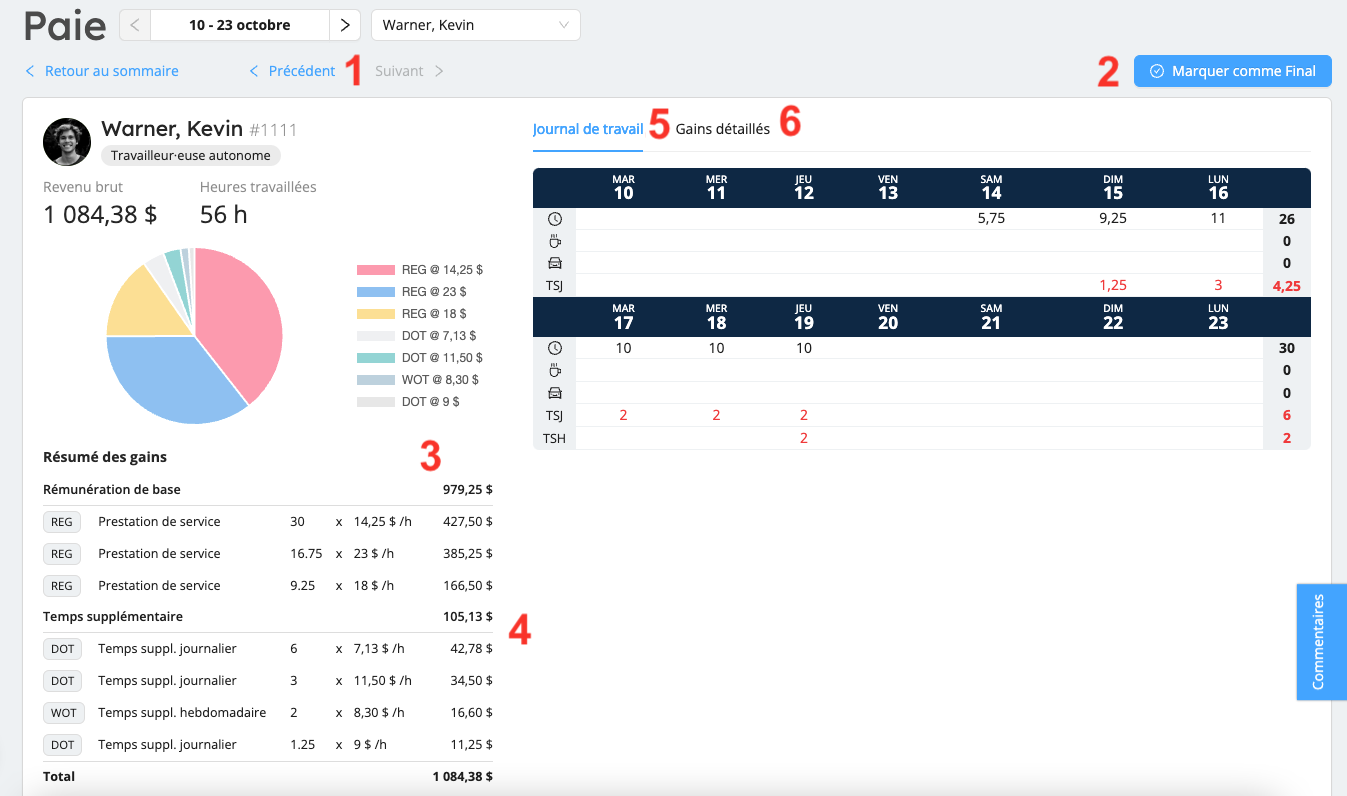 Paie
10 - 23 octobre
Warner, Kevin
Retour au sommaire
Précédent
1
Suivant
2
Marquer comme Final
Warner, Kevin #1111
Travailleur·euse autonome
Revenu brut Heures travaillées
1 084,38 $ 56 h
REG @ 14,25 $
REG @ 23 $
REG @ 18 $
DOT @ 7,13 $
DOT @ 11,50 $
WOT @ 8,30 $
DOT @ 9 $
3
Résumé des gains
Rémunération de base 979,25 $
REG Prestation de service 30 x 14,25 $ /h 427,50 $
REG Prestation de service 16.75 x 23 $ /h 385,25 $
REG Prestation de service 9.25 x 18 $ /h 166,50 $
Temps supplémentaire 105,13 $
4
DOT Temps suppl. journalier 6 x 7,13 $ /h 42,78 $
DOT Temps suppl. journalier 3 x 11,50 $ /h 34,50 $
WOT Temps suppl. hebdomadaire 2 x 8,30 $ /h 16,60 $
DOT Temps suppl. journalier 1.25 x 9 $ /h 11,25 $
Total 1 084,38 $
Journal de travail 5 Gains détaillés 6
MAR MER JEU VEN SAM DIM LUN
10 11 12 13 14 15 16
5,75 9,25 11 26
0
0
TSJ 1,25 3 4,25
MAR MER JEU VEN SAM DIM LUN
17 18 19 20 21 22 23
10 10 10 30
0
0
TSJ 2 2 2 6
TSH 2 2
Commentaires